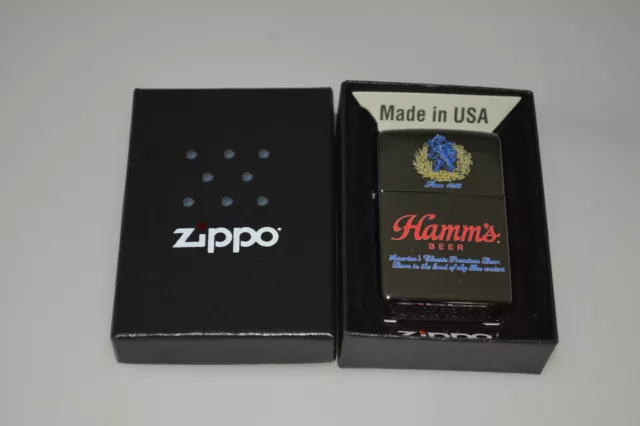 zippo
Made in USA
Since 1865
Hamm's
BEER
America's Classic Premium Beer
Born in the land of sky blue waters
zippo